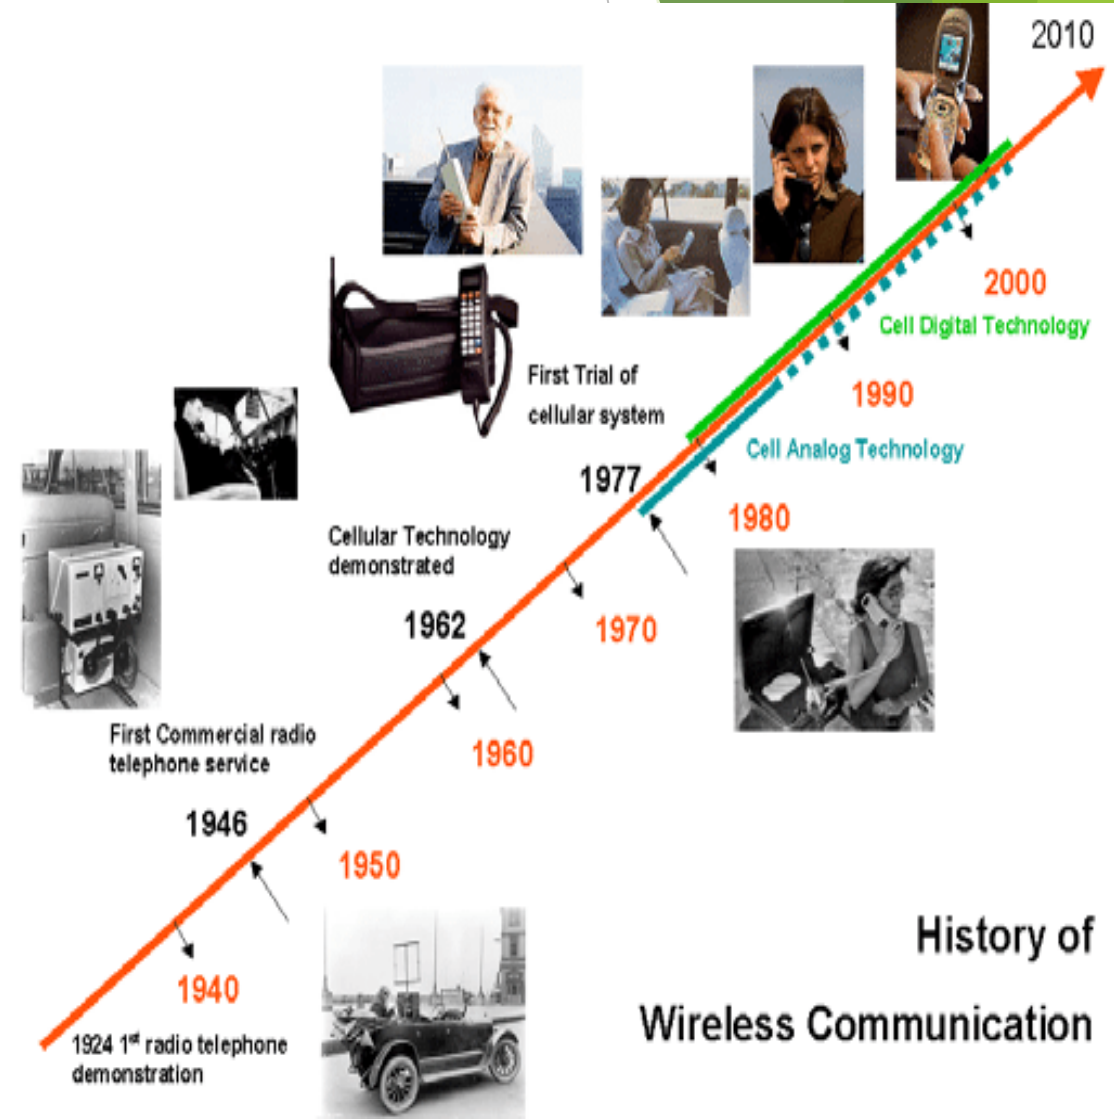 2010
2000
Cell Digital Technology
First Trial of
cellular system
1990
Cell Analog Technology
1977
1980
Cellular Technology
demonstrated
1962
1970
First Commercial radio
telephone service
1960
1946
1950
History of
1940
Wireless Communication
1924 1st radio telephone
demonstration